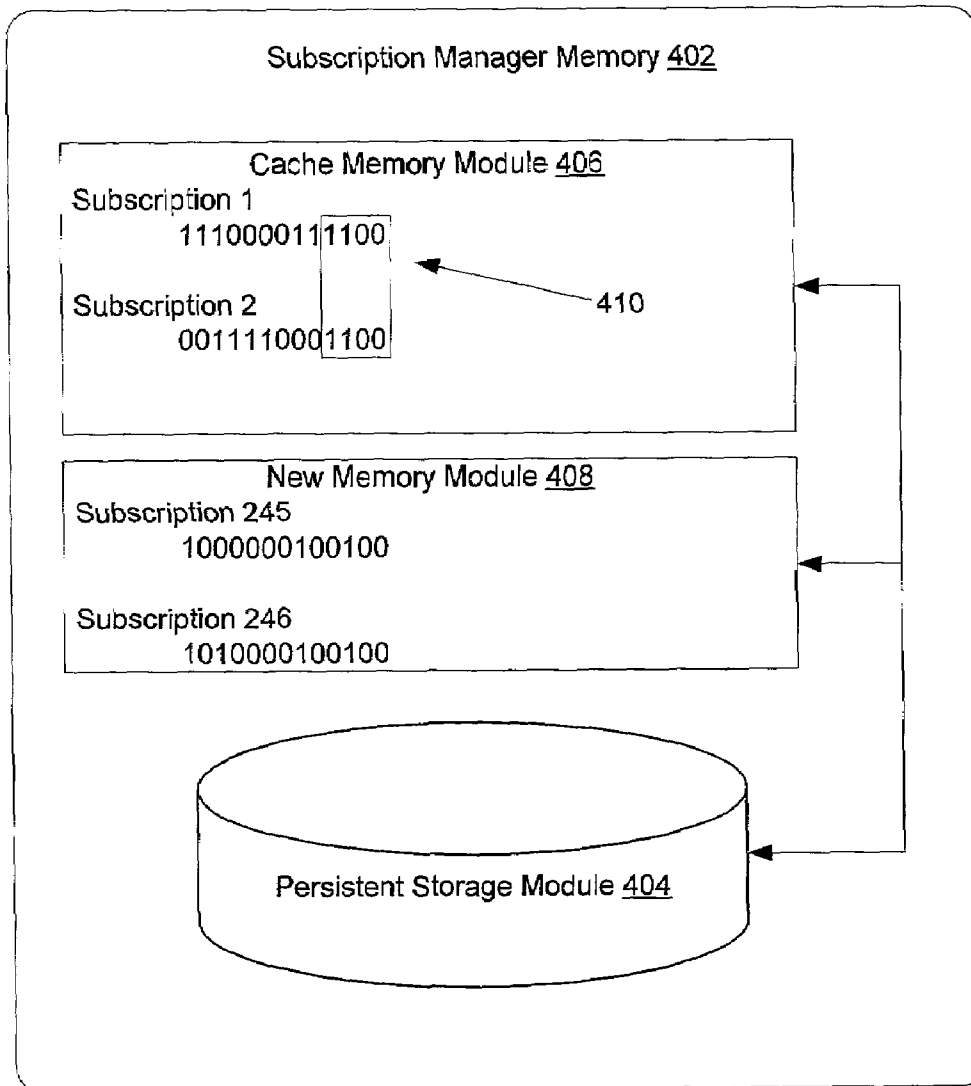 Subscription Manager Memory 402
Cache Memory Module 406
Subscription 1
1110000111100
410
Subscription 2
0011110001100
New Memory Module 408
Subscription 245
1000000100100
Subscription 246
1010000100100
Persistent Storage Module 404